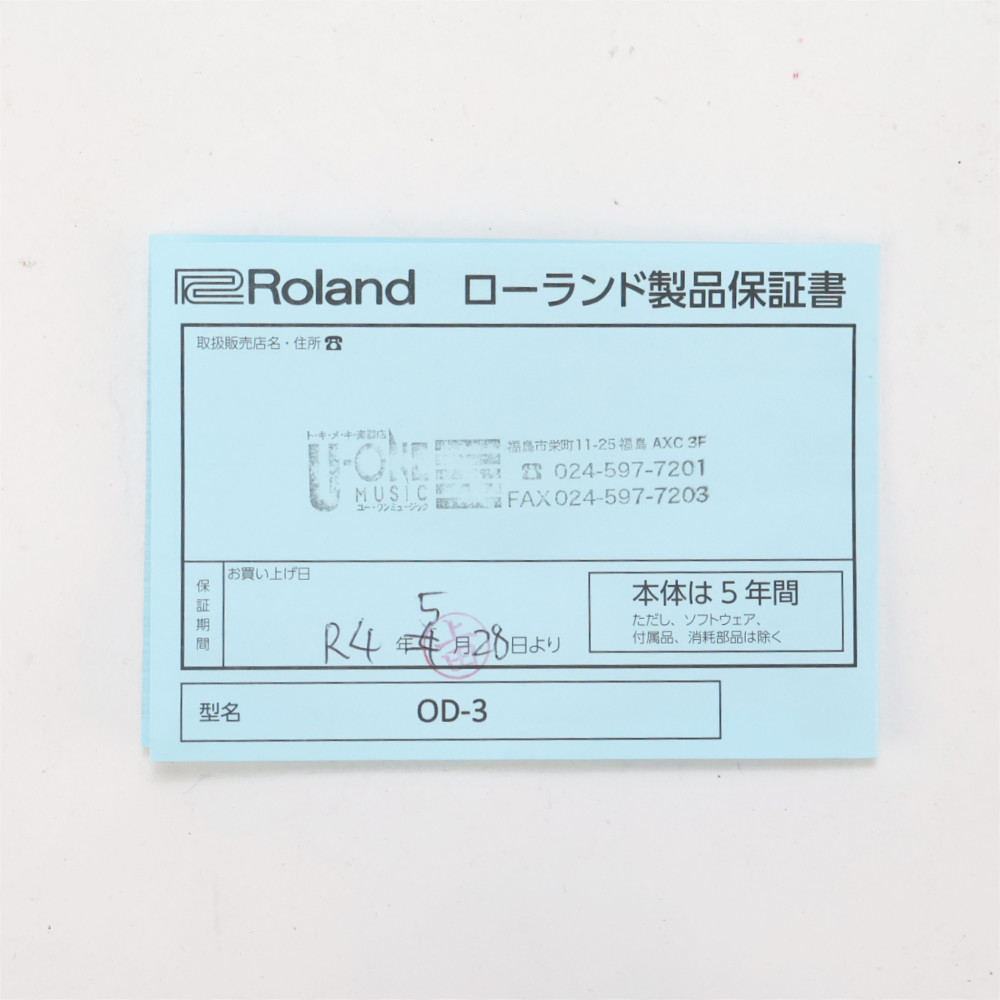 Roland ローランド製品保証書
取扱販売店名・住所☎
ト・キ・メ・キ・楽器店
U-ONE
MUSIC
ユー・ワンミュージック
福島市栄町11-25 福島 AXC 3F
☎ 024-597-7201
FAX 024-597-7203
保証期間
お買い上げ日
5
R4 年 4 月 28 日より
本体は 5 年間
ただし、ソフトウェア、
付属品、消耗部品は除く
型名 OD-3